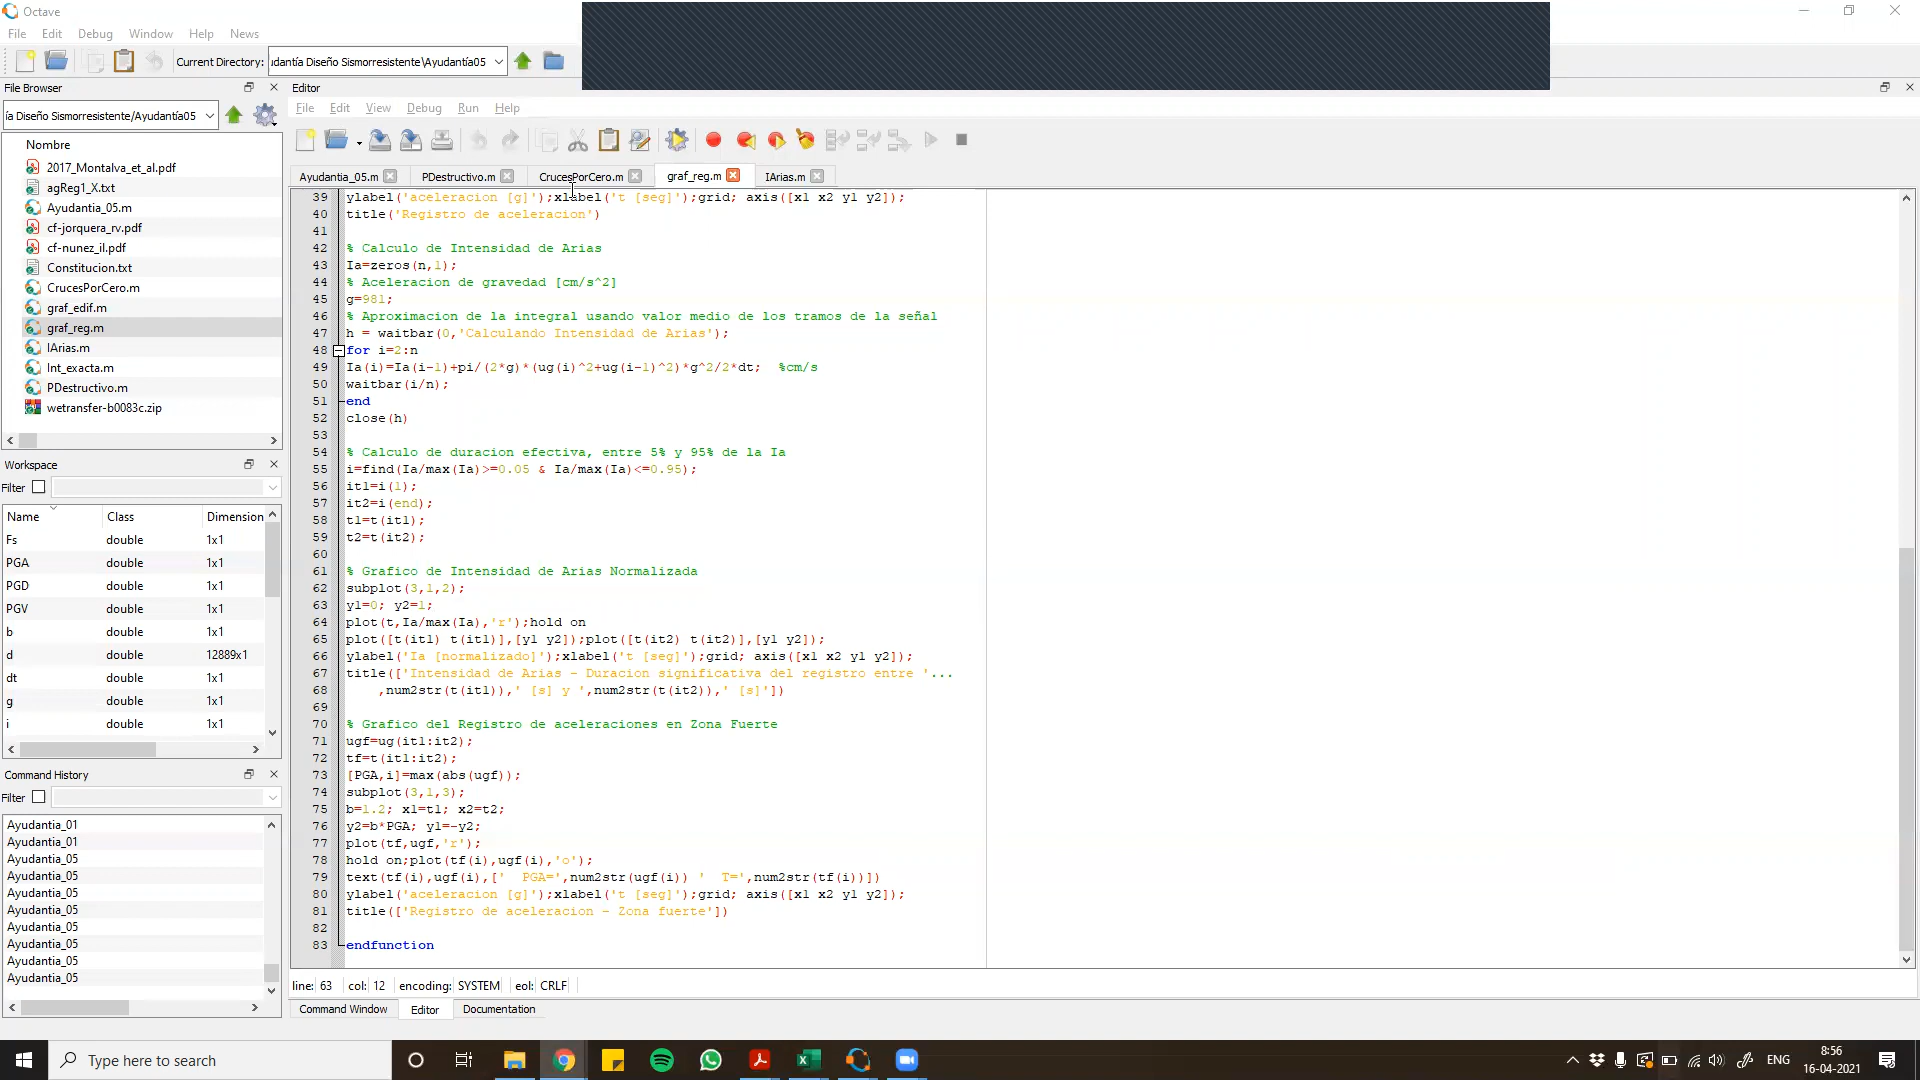 Octave
File Edit Debug Window Help News
Current Directory: ıdantía Diseño Sismorresistente\Ayudantía05
File Browser
Editor
ía Diseño Sismorresistente/Ayudantía05
File Edit View Debug Run Help
Nombre
2017_Montalva_et_al.pdf
agReg1_X.txt
Ayudantia_05.m
cf-jorquera_rv.pdf
cf-nunez_il.pdf
Constitucion.txt
CrucesPorCero.m
graf_edif.m
graf_reg.m
IArias.m
Int_exacta.m
PDestructivo.m
wetransfer-b0083c.zip
Workspace
Filter
Name Class Dimension
Fs double 1x1
PGA double 1x1
PGD double 1x1
PGV double 1x1
b double 1x1
d double 12889x1
dt double 1x1
g double 1x1
i double 1x1
Command History
Filter
Ayudantia_01
Ayudantia_01
Ayudantia_05
Ayudantia_05
Ayudantia_05
Ayudantia_05
Ayudantia_05
Ayudantia_05
Ayudantia_05
Ayudantia_05
Ayudantia_05.m PDestructivo.m CrucesPorCero.m graf_reg.m IArias.m
39 ylabel('aceleracion [g]');xlabel('t [seg]');grid; axis([x1 x2 y1 y2]);
40 title('Registro de aceleracion')
41
42 % Calculo de Intensidad de Arias
43 Ia=zeros(n,1);
44 % Aceleracion de gravedad [cm/s^2]
45 g=981;
46 % Aproximacion de la integral usando valor medio de los tramos de la señal
47 h = waitbar(0,'Calculando Intensidad de Arias');
48 for i=2:n
49 Ia(i)=Ia(i-1)+pi/(2*g)*(ug(i)^2+ug(i-1)^2)*g^2/2*dt; %cm/s
50 waitbar(i/n);
51 end
52 close(h)
53
54 % Calculo de duracion efectiva, entre 5% y 95% de la Ia
55 i=find(Ia/max(Ia)>=0.05 & Ia/max(Ia)<=0.95);
56 it1=i(1);
57 it2=i(end);
58 t1=t(it1);
59 t2=t(it2);
60
61 % Grafico de Intensidad de Arias Normalizada
62 subplot(3,1,2);
63 y1=0; y2=1;
64 plot(t,Ia/max(Ia),'r');hold on
65 plot([t(it1) t(it1)],[y1 y2]);plot([t(it2) t(it2)],[y1 y2]);
66 ylabel('Ia [normalizado]');xlabel('t [seg]');grid; axis([x1 x2 y1 y2]);
67 title(['Intensidad de Arias - Duracion significativa del registro entre '...
68 ,num2str(t(it1)),' [s] y ',num2str(t(it2)),' [s]'])
69
70 % Grafico del Registro de aceleraciones en Zona Fuerte
71 ugf=ug(it1:it2);
72 tf=t(it1:it2);
73 [PGA,i]=max(abs(ugf));
74 subplot(3,1,3);
75 b=1.2; x1=t1; x2=t2;
76 y2=b*PGA; y1=-y2;
77 plot(tf,ugf,'r');
78 hold on;plot(tf(i),ugf(i),'o');
79 text(tf(i),ugf(i),['  PGA=',num2str(ugf(i)) '  T=',num2str(tf(i))])
80 ylabel('aceleracion [g]');xlabel('t [seg]');grid; axis([x1 x2 y1 y2]);
81 title(['Registro de aceleracion - Zona fuerte'])
82
83 endfunction
line: 63 col: 12 encoding: SYSTEM eol: CRLF
Command Window Editor Documentation
Type here to search
ENG
8:56
16-04-2021